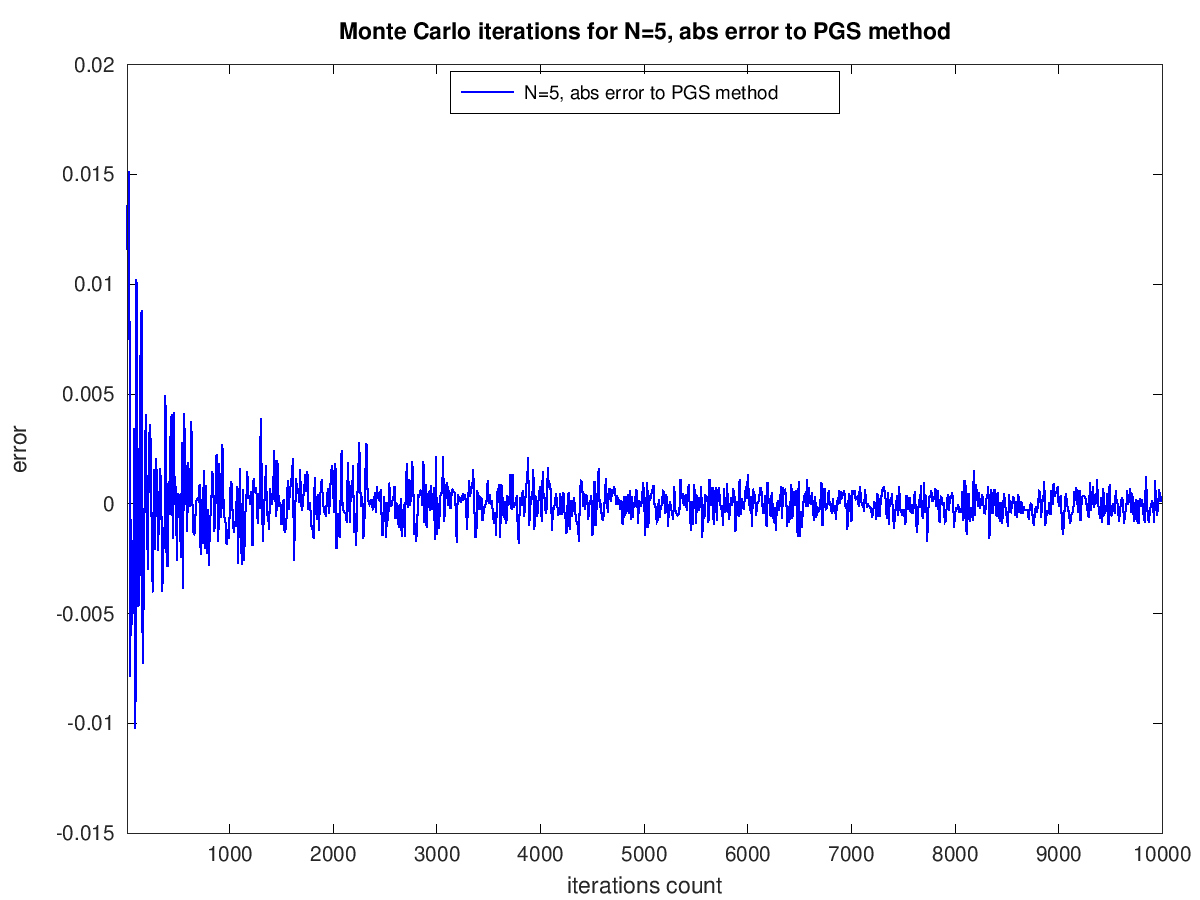 Monte Carlo iterations for N=5, abs error to PGS method
0.02
N=5, abs error to PGS method
0.015
0.01
0.005
0
-0.005
-0.01
-0.015
error
1000 2000 3000 4000 5000 6000 7000 8000 9000 10000
iterations count